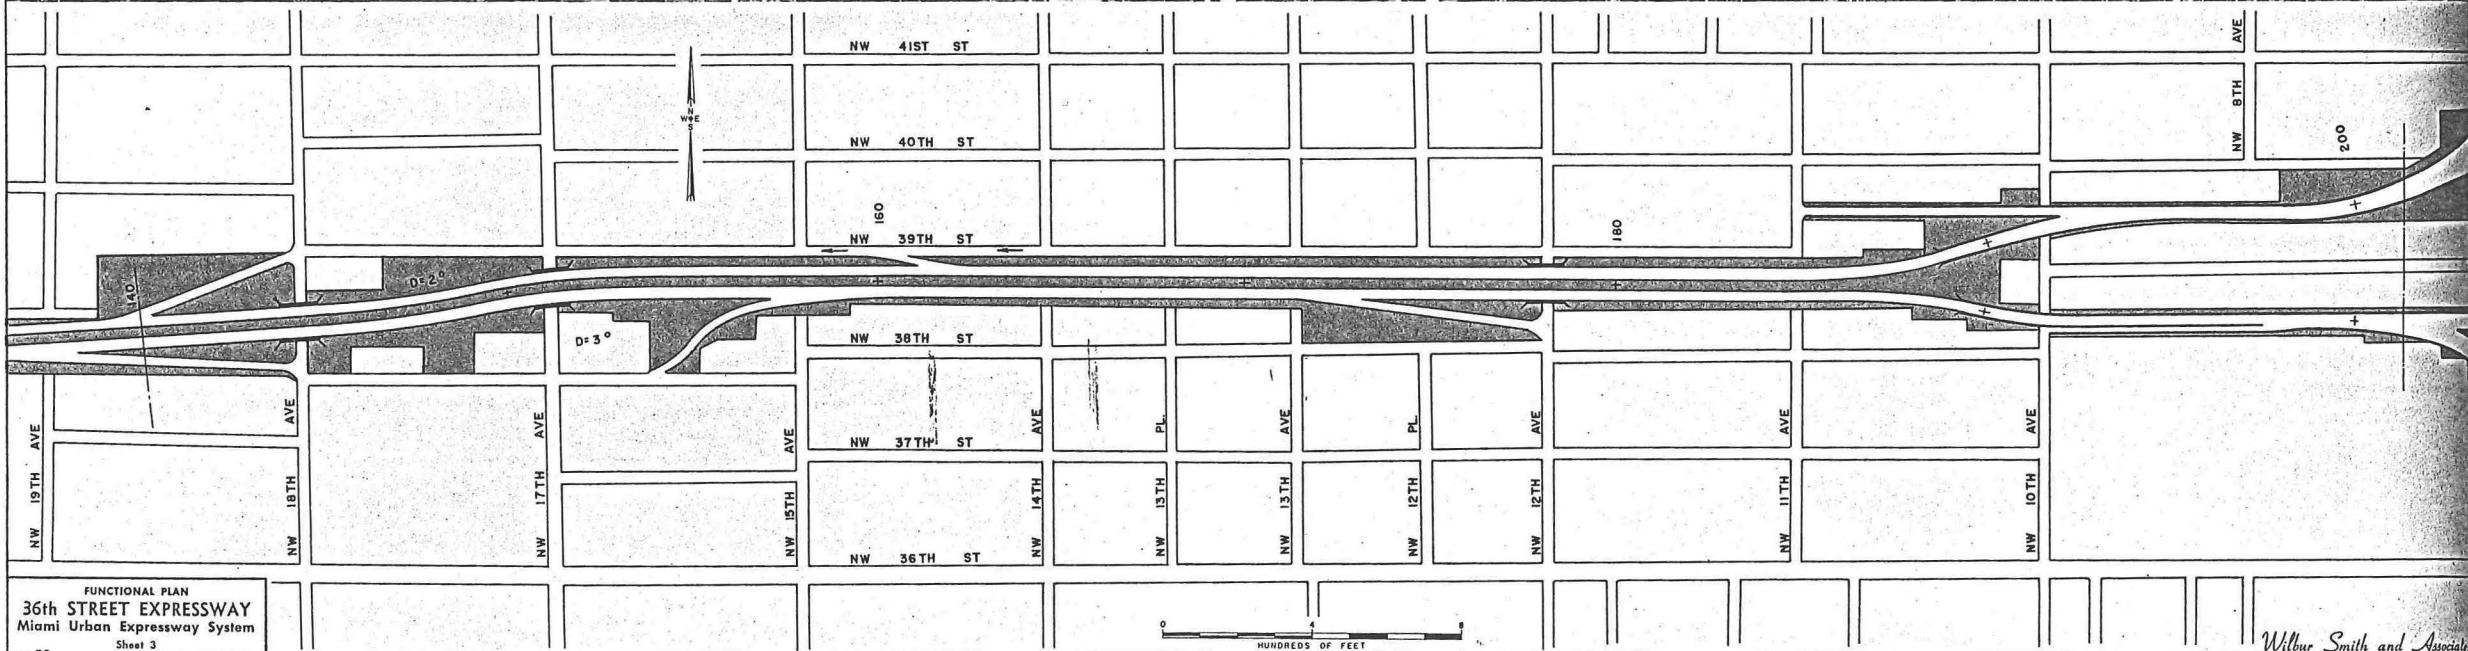 NW 41ST ST
NW 40TH ST
NW 39TH ST
NW 38TH ST
NW 37TH ST
NW 36TH ST
N
W E
S
140
160
180
200
D=2°
D=3°
NW 19TH AVE
NW 18TH AVE
NW 17TH AVE
NW 15TH AVE
NW 14TH AVE
NW 13TH PL.
NW 13TH AVE
NW 12TH PL.
NW 12TH AVE
NW 11TH AVE
NW 10TH AVE
NW 8TH AVE
FUNCTIONAL PLAN
36th STREET EXPRESSWAY
Miami Urban Expressway System
Sheet 3
0 4 8
HUNDREDS OF FEET
Wilbur Smith and Associates